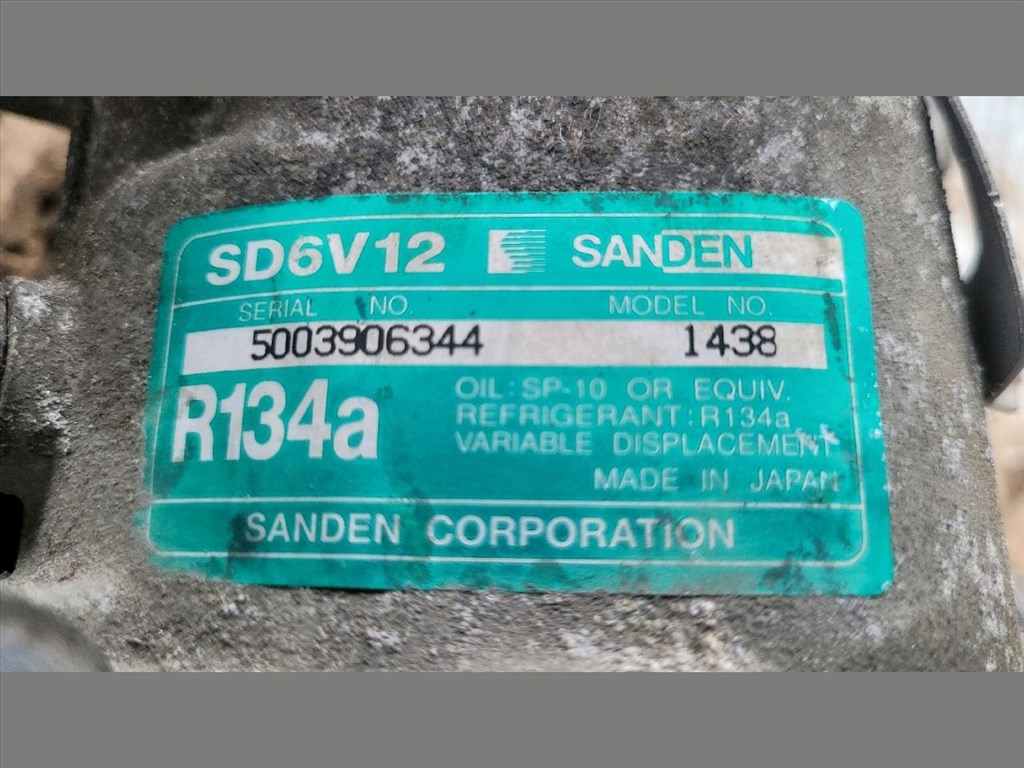 SD6V12 SANDEN
SERIAL NO. MODEL NO.
5003906344 1438
R134a
OIL: SP-10 OR EQUIV.
REFRIGERANT: R134a
VARIABLE DISPLACEMENT
MADE IN JAPAN
SANDEN CORPORATION